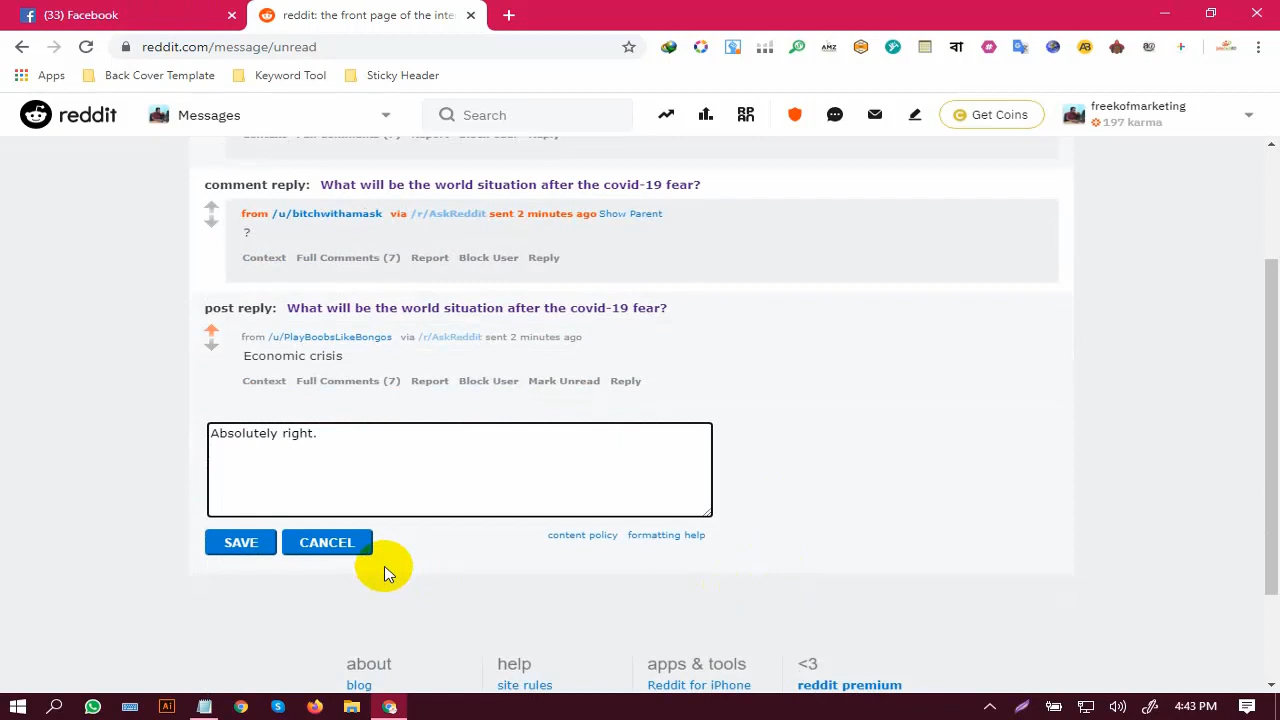 (33) Facebook
reddit: the front page of the inte
reddit.com/message/unread
AMZ
বা
AB
Apps
Back Cover Template
Keyword Tool
Sticky Header
reddit
Messages
Search
Get Coins
freekofmarketing
197 karma
comment reply: What will be the world situation after the covid-19 fear?
from /u/bitchwithamask via /r/AskReddit sent 2 minutes ago Show Parent
?
Context Full Comments (7) Report Block User Reply
post reply: What will be the world situation after the covid-19 fear?
from /u/PlayBoobsLikeBongos via /r/AskReddit sent 2 minutes ago
Economic crisis
Context Full Comments (7) Report Block User Mark Unread Reply
Absolutely right.
SAVE
CANCEL
content policy
formatting help
about
help
apps & tools
<3
blog
site rules
Reddit for iPhone
reddit premium
Ai
4:43 PM